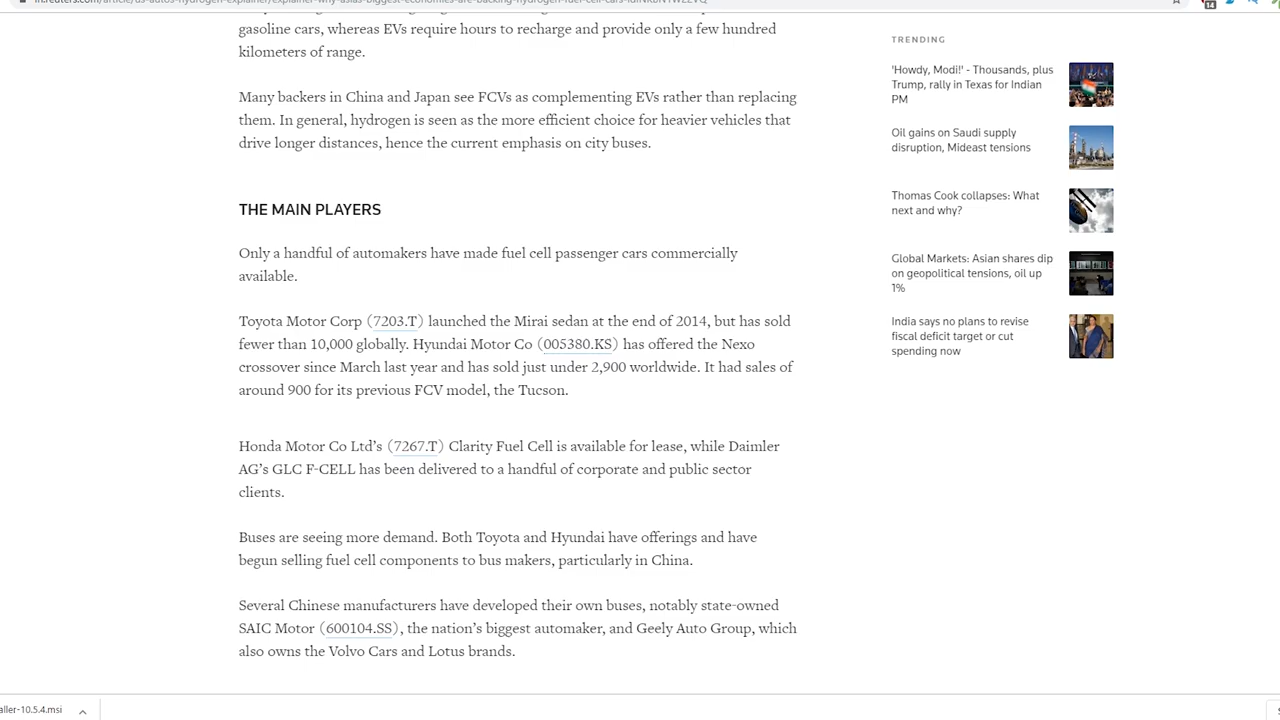 gasoline cars, whereas EVs require hours to recharge and provide only a few hundred
kilometers of range.
Many backers in China and Japan see FCVs as complementing EVs rather than replacing
them. In general, hydrogen is seen as the more efficient choice for heavier vehicles that
drive longer distances, hence the current emphasis on city buses.
THE MAIN PLAYERS
Only a handful of automakers have made fuel cell passenger cars commercially
available.
Toyota Motor Corp (7203.T) launched the Mirai sedan at the end of 2014, but has sold
fewer than 10,000 globally. Hyundai Motor Co (005380.KS) has offered the Nexo
crossover since March last year and has sold just under 2,900 worldwide. It had sales of
around 900 for its previous FCV model, the Tucson.
Honda Motor Co Ltd’s (7267.T) Clarity Fuel Cell is available for lease, while Daimler
AG’s GLC F-CELL has been delivered to a handful of corporate and public sector
clients.
Buses are seeing more demand. Both Toyota and Hyundai have offerings and have
begun selling fuel cell components to bus makers, particularly in China.
Several Chinese manufacturers have developed their own buses, notably state-owned
SAIC Motor (600104.SS), the nation’s biggest automaker, and Geely Auto Group, which
also owns the Volvo Cars and Lotus brands.
TRENDING
'Howdy, Modi!' - Thousands, plus
Trump, rally in Texas for Indian
PM
Oil gains on Saudi supply
disruption, Mideast tensions
Thomas Cook collapses: What
next and why?
Global Markets: Asian shares dip
on geopolitical tensions, oil up
1%
India says no plans to revise
fiscal deficit target or cut
spending now
14
aller-10.5.4.msi